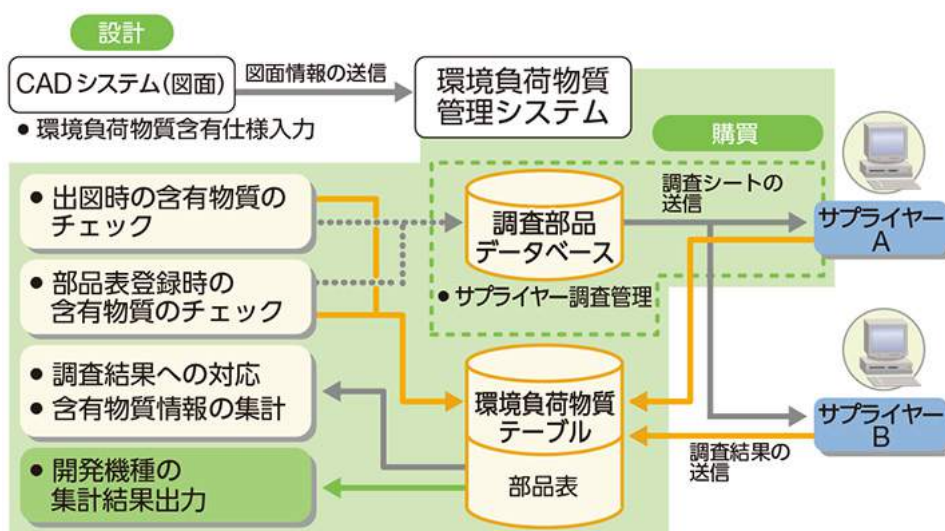 設計
CADシステム(図面)
図面情報の送信
環境負荷物質
管理システム
● 環境負荷物質含有仕様入力
購買
● 出図時の含有物質の
チェック
● 部品表登録時の
含有物質のチェック
調査部品
データベース
● サプライヤー調査管理
調査シートの
送信
サプライヤー
A
● 調査結果への対応
● 含有物質情報の集計
環境負荷物質
テーブル
部品表
サプライヤー
B
調査結果の
送信
● 開発機種の
集計結果出力